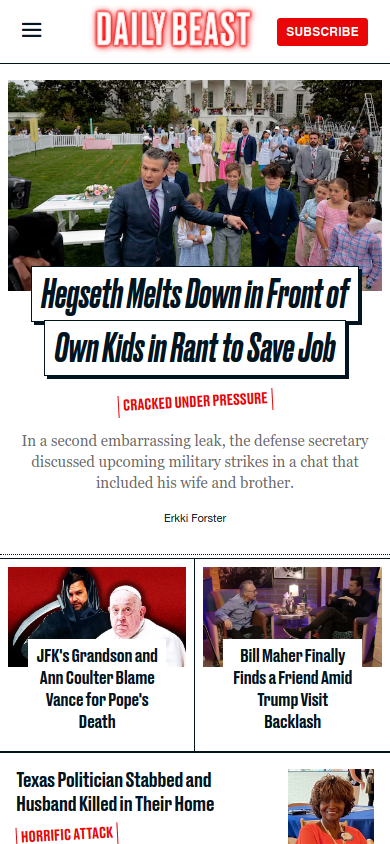 DAILY BEAST
SUBSCRIBE
Hegseth Melts Down in Front of
Own Kids in Rant to Save Job
CRACKED UNDER PRESSURE
In a second embarrassing leak, the defense secretary
discussed upcoming military strikes in a chat that
included his wife and brother.
Erkki Forster
JFK's Grandson and
Ann Coulter Blame
Vance for Pope's
Death
Bill Maher Finally
Finds a Friend Amid
Trump Visit
Backlash
Texas Politician Stabbed and
Husband Killed in Their Home
HORRIFIC ATTACK